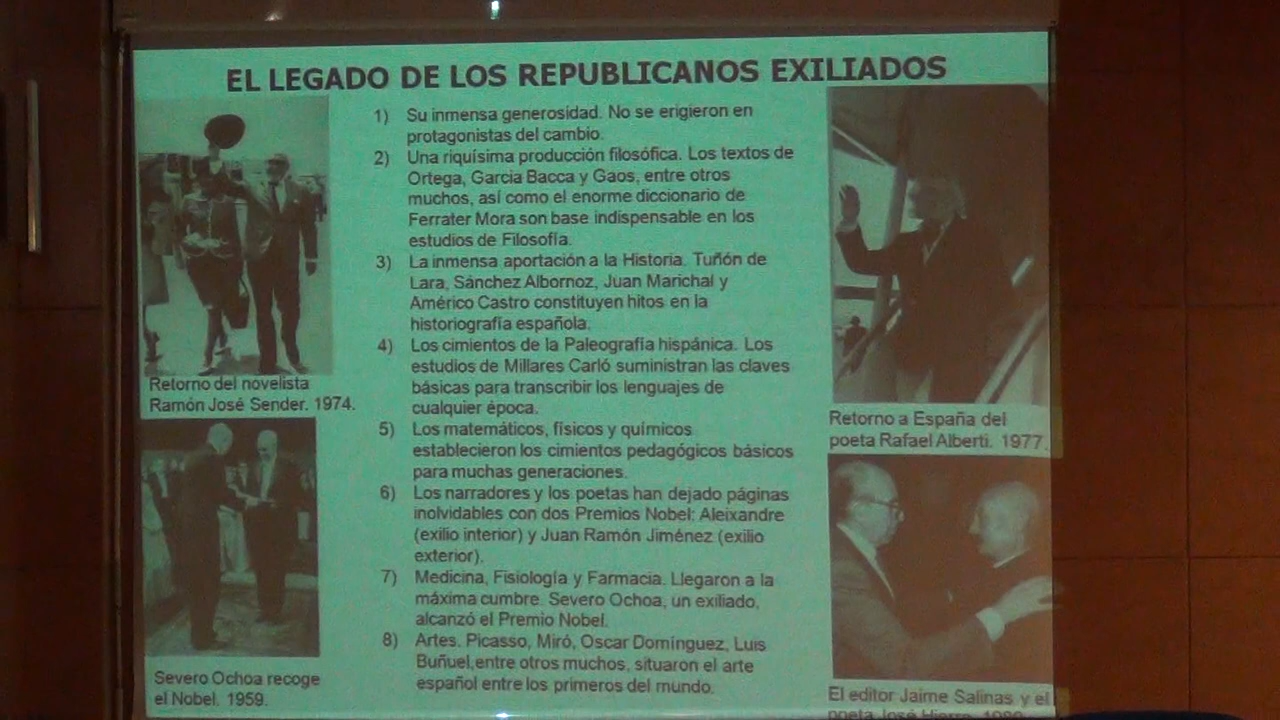 EL LEGADO DE LOS REPUBLICANOS EXILIADOS
1) Su inmensa generosidad. No se erigieron en
protagonistas del cambio.
2) Una riquísima producción filosófica. Los textos de
Ortega, Garcia Bacca y Gaos, entre otros
muchos, así como el enorme diccionario de
Ferrater Mora son base indispensable en los
estudios de Filosofía.
3) La inmensa aportación a la Historia. Tuñón de
Lara, Sánchez Albornoz, Juan Marichal y
Américo Castro constituyen hitos en la
historiografía española.
4) Los cimientos de la Paleografía hispánica. Los
estudios de Millares Carló suministran las claves
básicas para transcribir los lenguajes de
cualquier época.
5) Los matemáticos, físicos y químicos
establecieron los cimientos pedagógicos básicos
para muchas generaciones.
6) Los narradores y los poetas han dejado páginas
inolvidables con dos Premios Nobel: Aleixandre
(exilio interior) y Juan Ramón Jiménez (exilio
exterior).
7) Medicina, Fisiología y Farmacia. Llegaron a la
máxima cumbre. Severo Ochoa, un exiliado,
alcanzó el Premio Nobel.
8) Artes. Picasso, Miró, Oscar Domínguez, Luis
Buñuel,entre otros muchos, situaron el arte
español entre los primeros del mundo.
Retorno del novelista
Ramón José Sender. 1974.
Severo Ochoa recoge
el Nobel. 1959.
Retorno a España del
poeta Rafael Alberti. 1977.
El editor Jaime Salinas y el
poeta José Hierro.